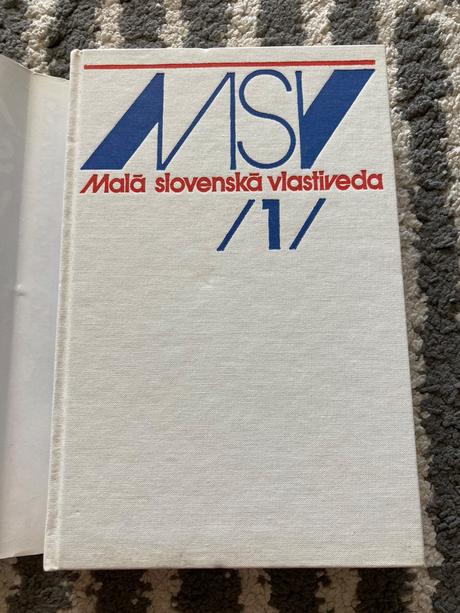 MSV
Malá slovenská vlastiveda
/1/